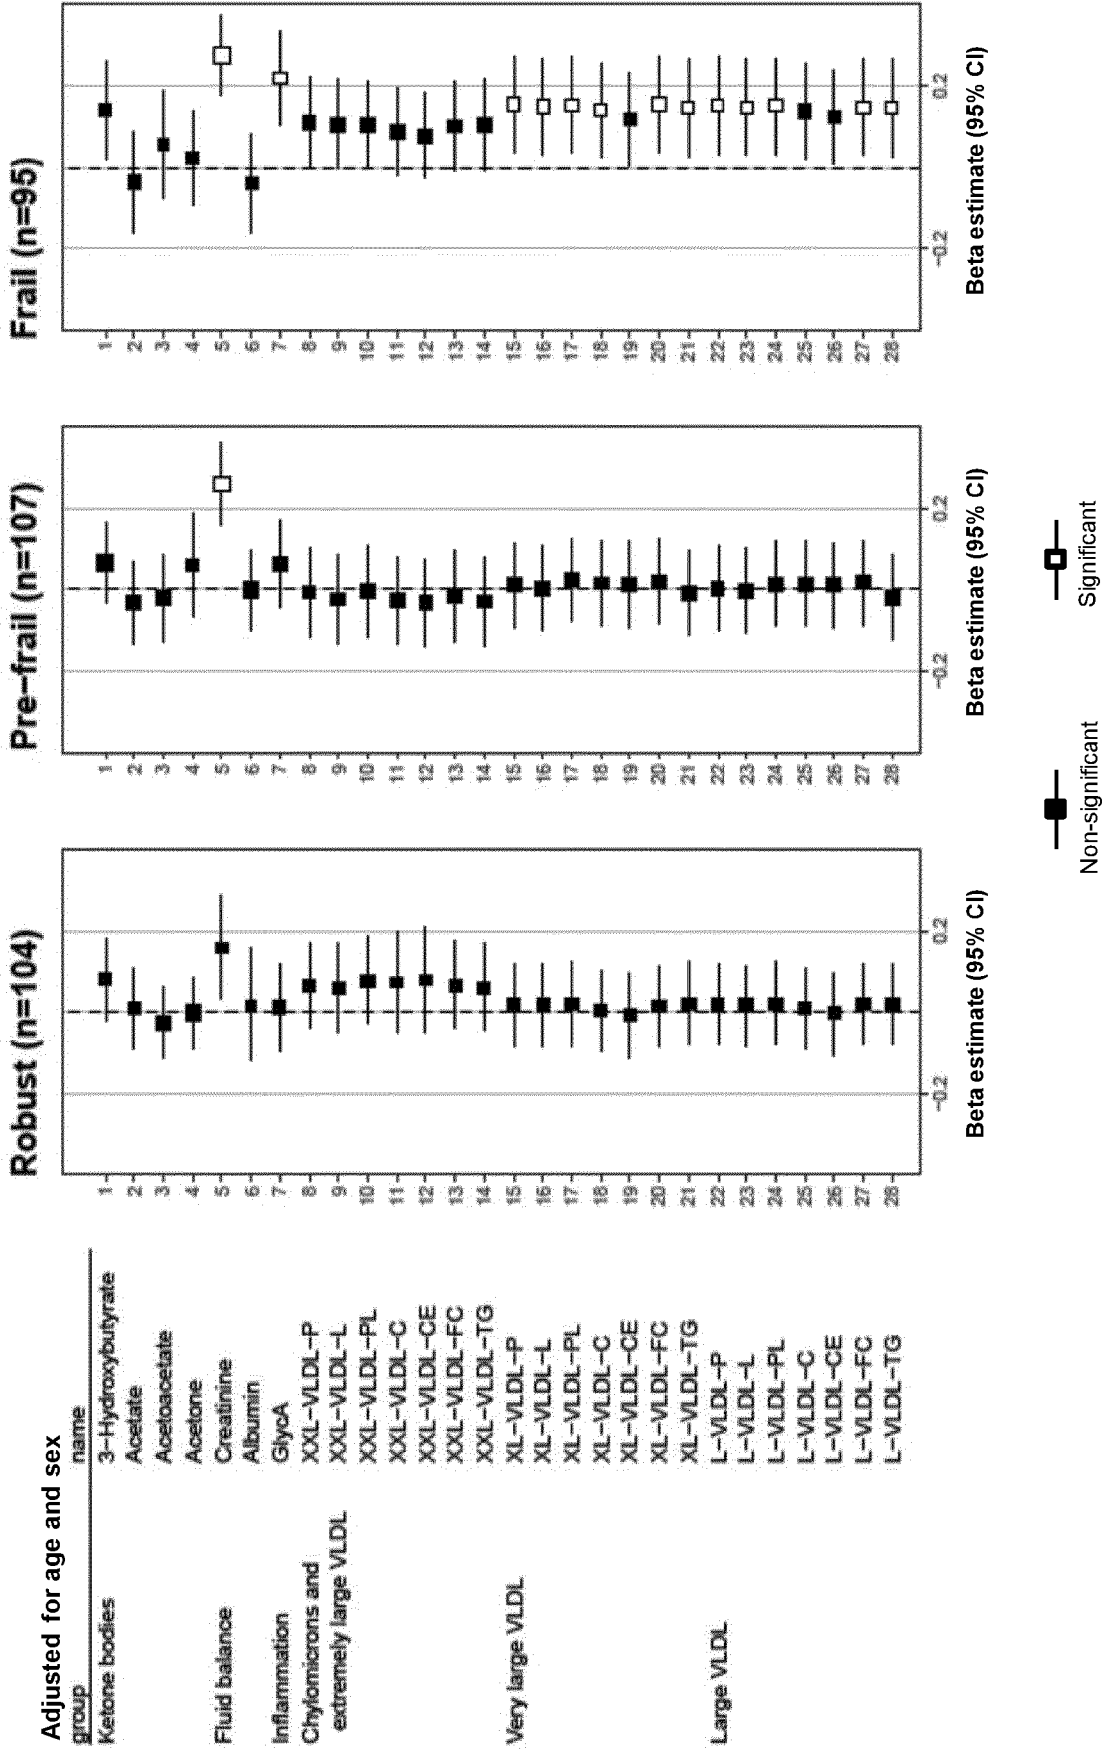 Adjusted for age and sex
group name
Ketone bodies 3–Hydroxybutyrate
Acetate
Acetoacetate
Acetone
Fluid balance Creatinine
Albumin
Inflammation GlycA
Chylomicrons and XXL–VLDL–P
extremely large VLDL XXL–VLDL–L
XXL–VLDL–PL
XXL–VLDL–C
XXL–VLDL–CE
XXL–VLDL–FC
XXL–VLDL–TG
Very large VLDL XL–VLDL–P
XL–VLDL–L
XL–VLDL–PL
XL–VLDL–C
XL–VLDL–CE
XL–VLDL–FC
XL–VLDL–TG
Large VLDL L–VLDL–P
L–VLDL–L
L–VLDL–PL
L–VLDL–C
L–VLDL–CE
L–VLDL–FC
L–VLDL–TG
Robust (n=104)
1
2
3
4
5
6
7
8
9
10
11
12
13
14
15
16
17
18
19
20
21
22
23
24
25
26
27
28
−0.2 0.2
Beta estimate (95% CI)
Pre−frail (n=107)
1
2
3
4
5
6
7
8
9
10
11
12
13
14
15
16
17
18
19
20
21
22
23
24
25
26
27
28
−0.2 0.2
Beta estimate (95% CI)
Frail (n=95)
1
2
3
4
5
6
7
8
9
10
11
12
13
14
15
16
17
18
19
20
21
22
23
24
25
26
27
28
−0.2 0.2
Beta estimate (95% CI)
Non-significant
Significant